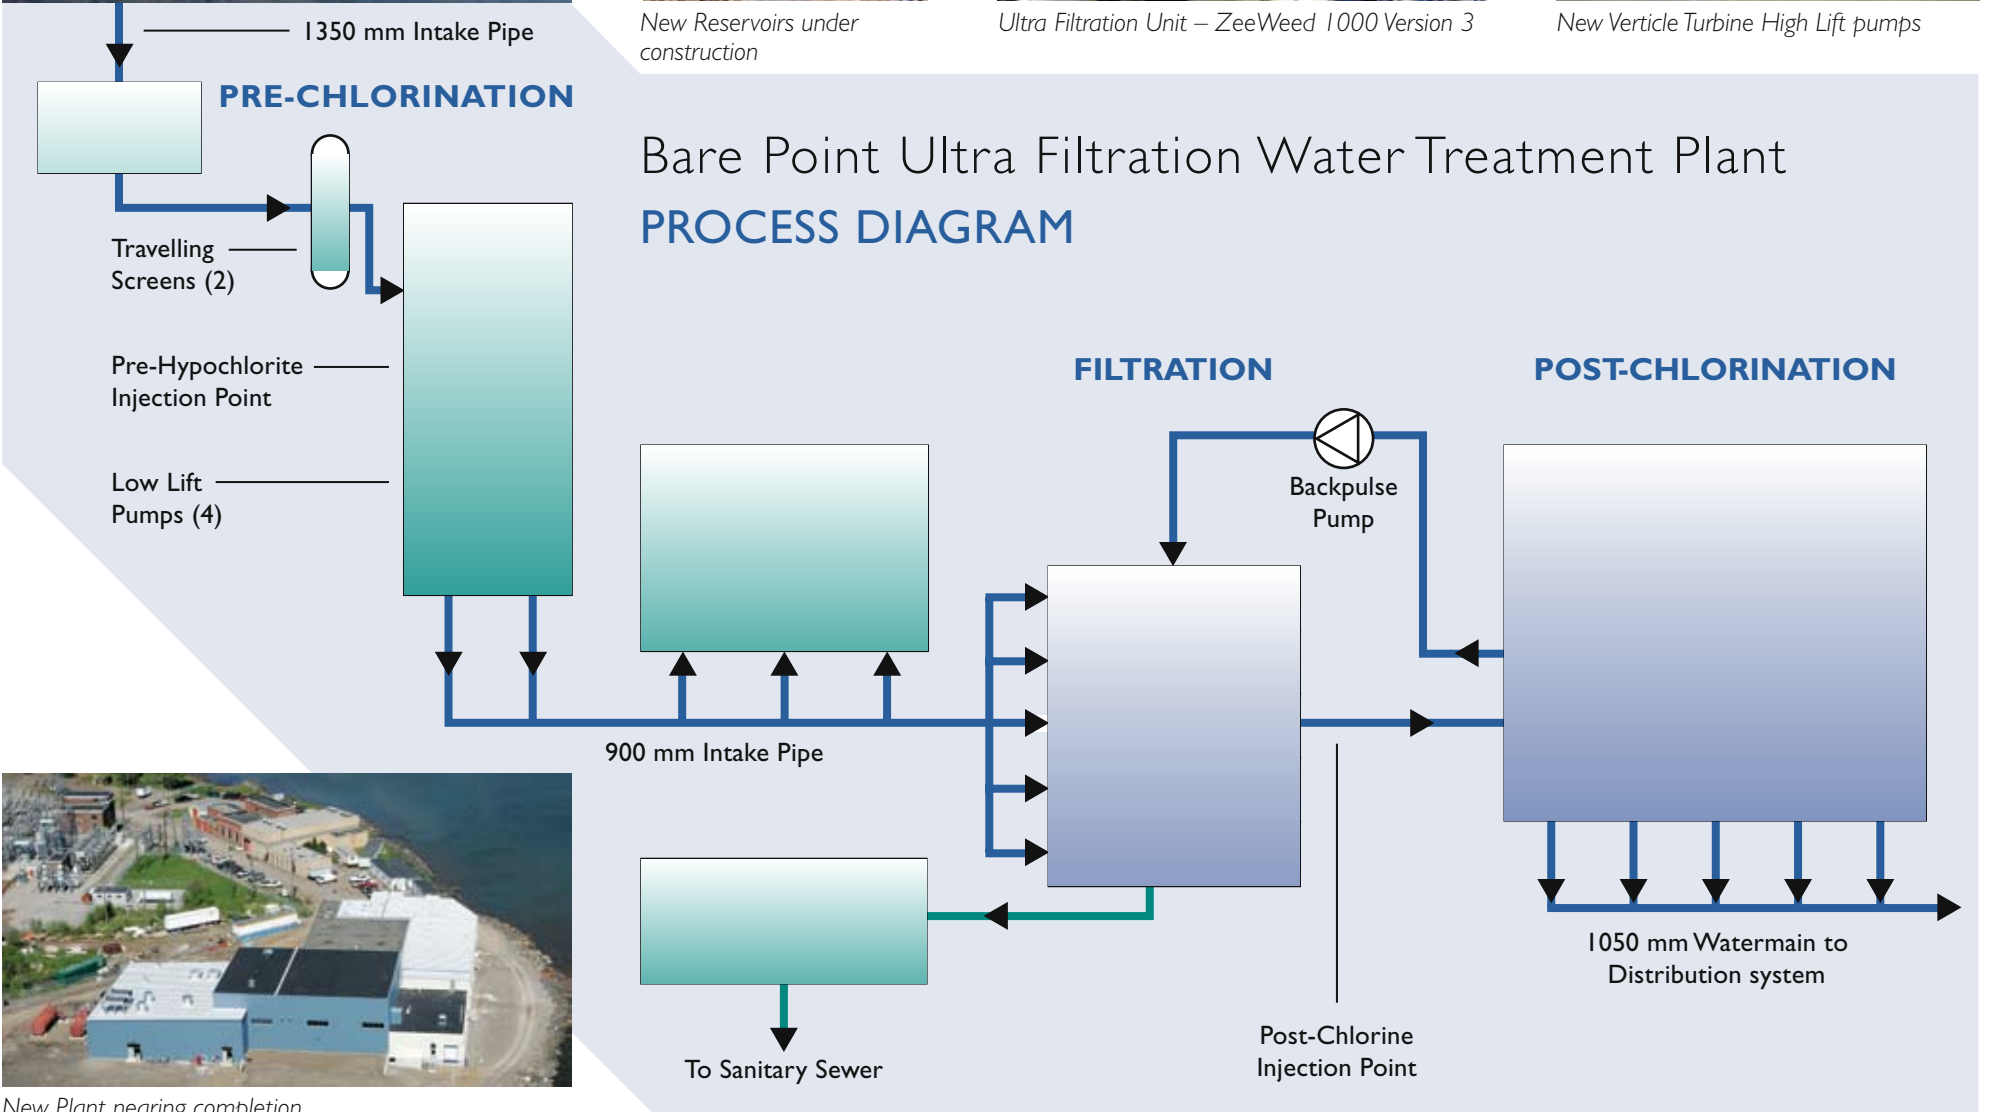 1350 mm Intake Pipe
New Reservoirs under
construction
Ultra Filtration Unit – ZeeWeed 1000 Version 3
New Verticle Turbine High Lift pumps
PRE-CHLORINATION
Bare Point Ultra Filtration Water Treatment Plant
PROCESS DIAGRAM
Travelling
Screens (2)
Pre-Hypochlorite
Injection Point
Low Lift
Pumps (4)
FILTRATION
POST-CHLORINATION
Backpulse
Pump
900 mm Intake Pipe
1050 mm Watermain to
Distribution system
Post-Chlorine
Injection Point
To Sanitary Sewer
New Plant nearing completion